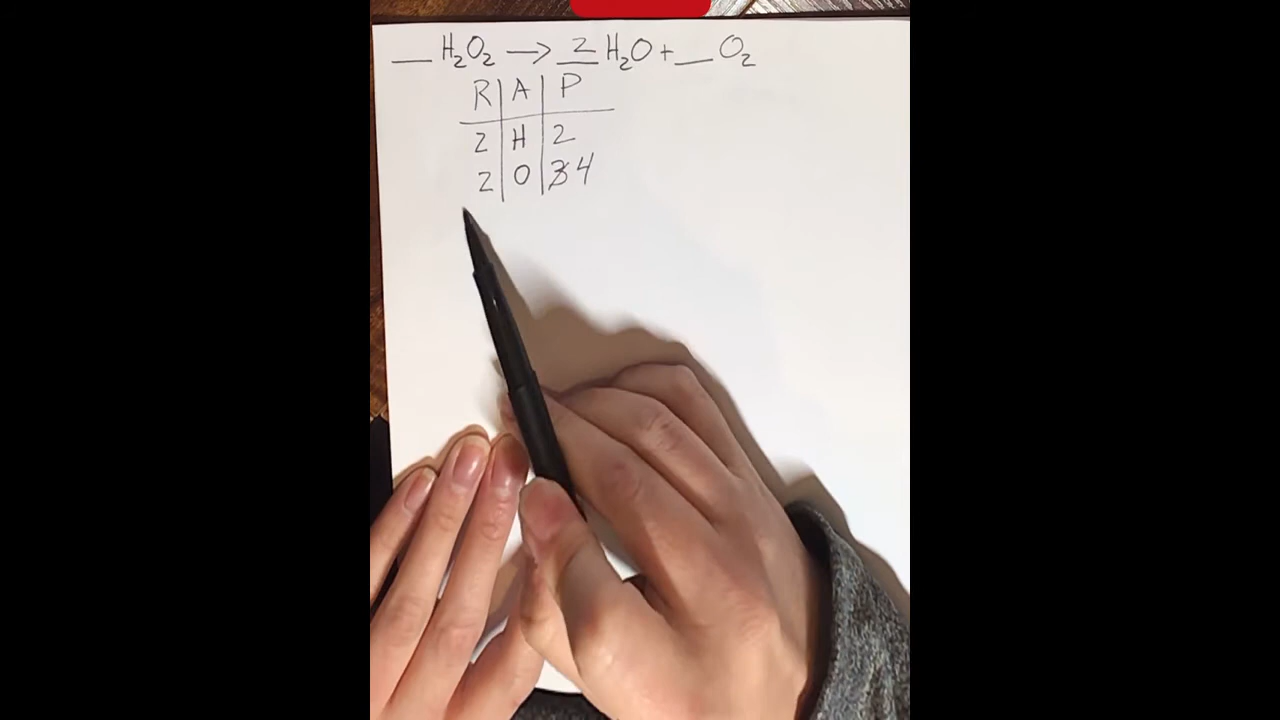 __ H₂O₂ → 2 H₂O + __ O₂
R | A | P
2 | H | 2
2 | O | 3 4